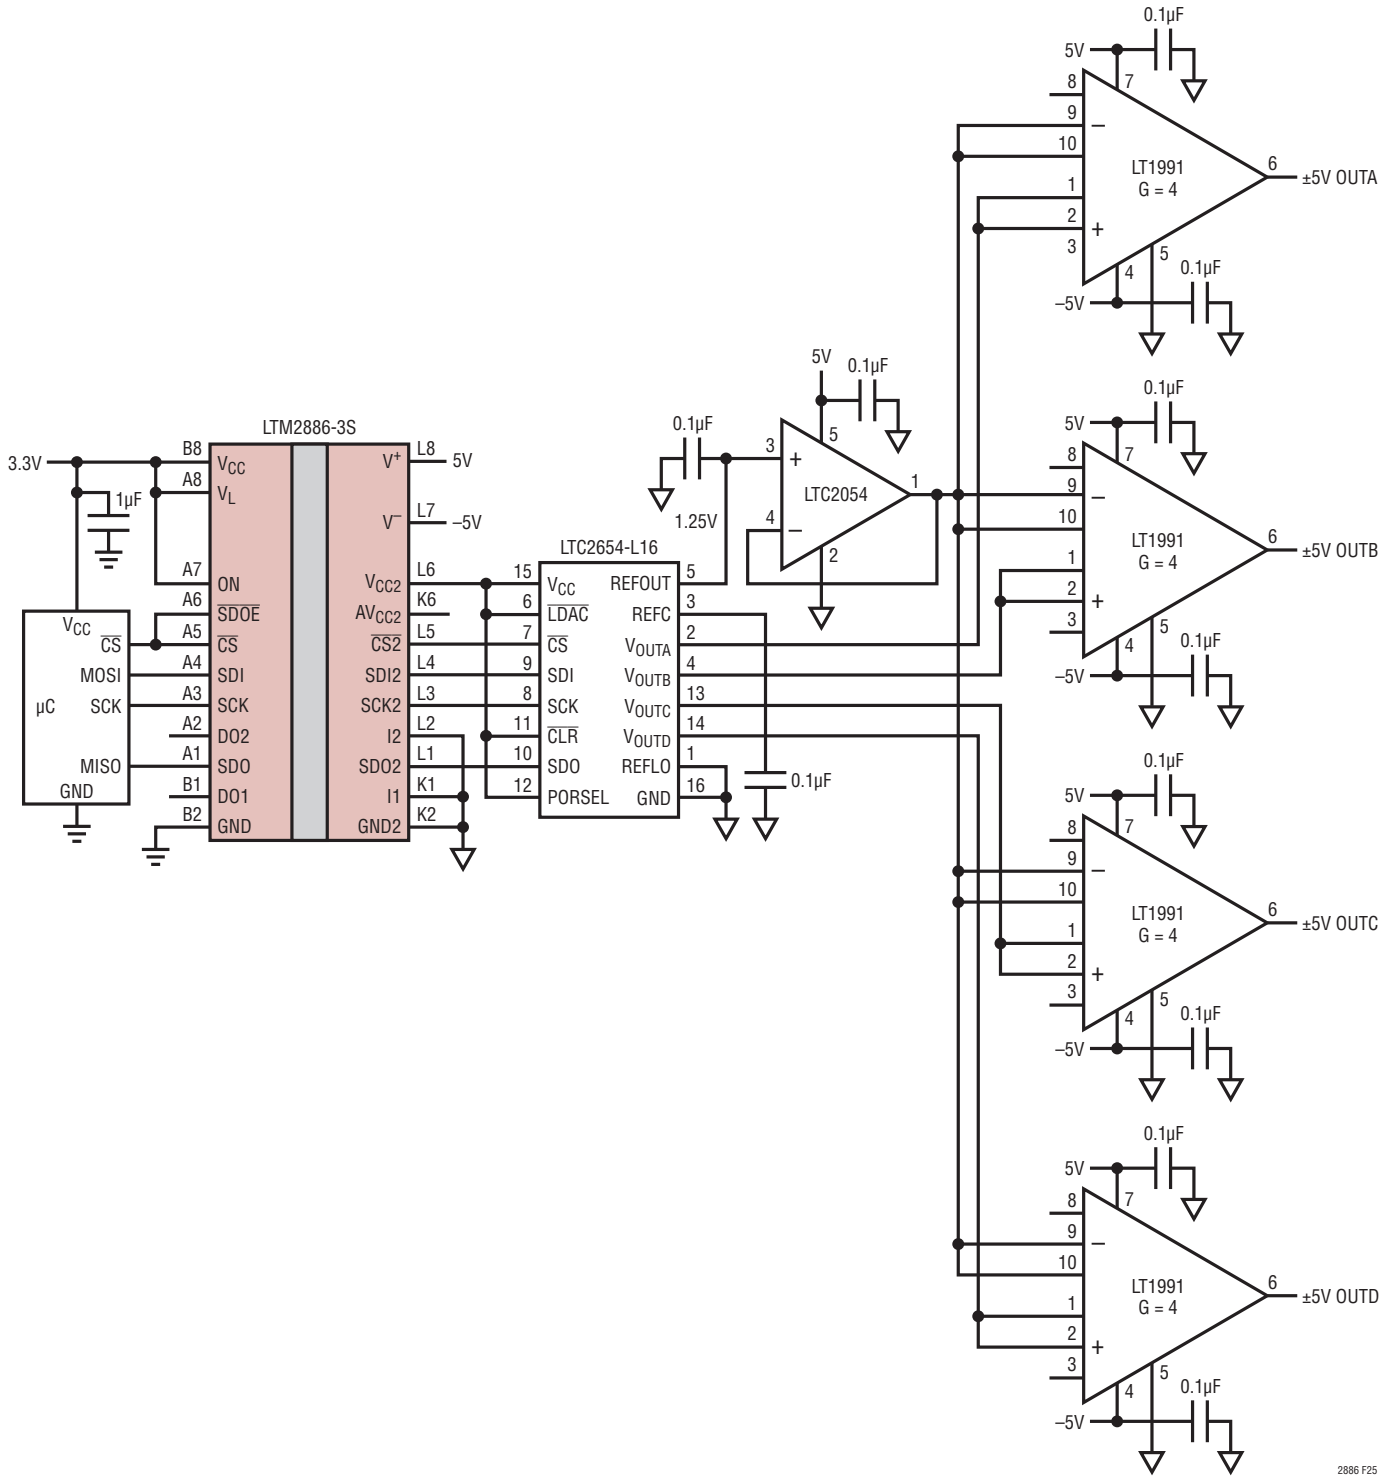 0.1µF
5V
7
8
9
–
10
1
2
+
3
LT1991
G = 4
6
±5V OUTA
5
4
0.1µF
–5V
5V
0.1µF
5
0.1µF
3
+
LTC2054
1
4
–
2
1.25V
0.1µF
5V
7
8
9
–
10
1
2
+
3
LT1991
G = 4
6
±5V OUTB
5
4
0.1µF
–5V
LTM2886-3S
3.3V
1µF
B8
VCC
A8
VL
A7
ON
A6
SDOE
A5
CS
A4
SDI
A3
SCK
A2
DO2
A1
SDO
B1
DO1
B2
GND
VCC
CS
MOSI
µC
SCK
MISO
GND
V+
L8
5V
V–
L7
–5V
VCC2
L6
AVCC2
K6
CS2
L5
SDI2
L4
SCK2
L3
I2
L2
SDO2
L1
I1
K1
GND2
K2
LTC2654-L16
15
VCC
6
LDAC
7
CS
9
SDI
8
SCK
11
CLR
10
SDO
12
PORSEL
REFOUT
5
REFC
3
VOUTA
2
VOUTB
4
VOUTC
13
VOUTD
14
REFLO
1
GND
16
0.1µF
0.1µF
5V
7
8
9
–
10
1
2
+
3
LT1991
G = 4
6
±5V OUTC
5
4
0.1µF
–5V
0.1µF
5V
7
8
9
–
10
1
2
+
3
LT1991
G = 4
6
±5V OUTD
5
4
0.1µF
–5V
2886 F25